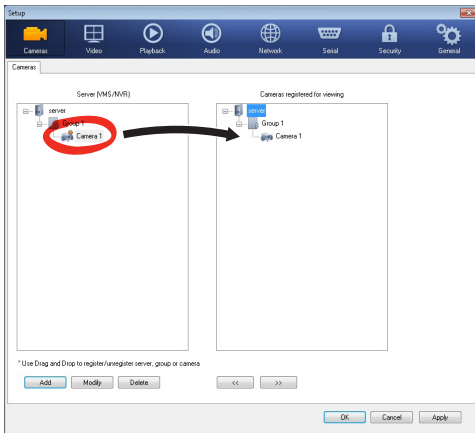 Setup
Cameras Video Playback Audio Network Serial Security General
Cameras
Server (VMS/NVR) Cameras registered for viewing
server server
Group 1 Group 1
Camera 1 Camera 1
* Use Drag and Drop to register/unregister server, group or camera
Add Modify Delete << >>
OK Cancel Apply